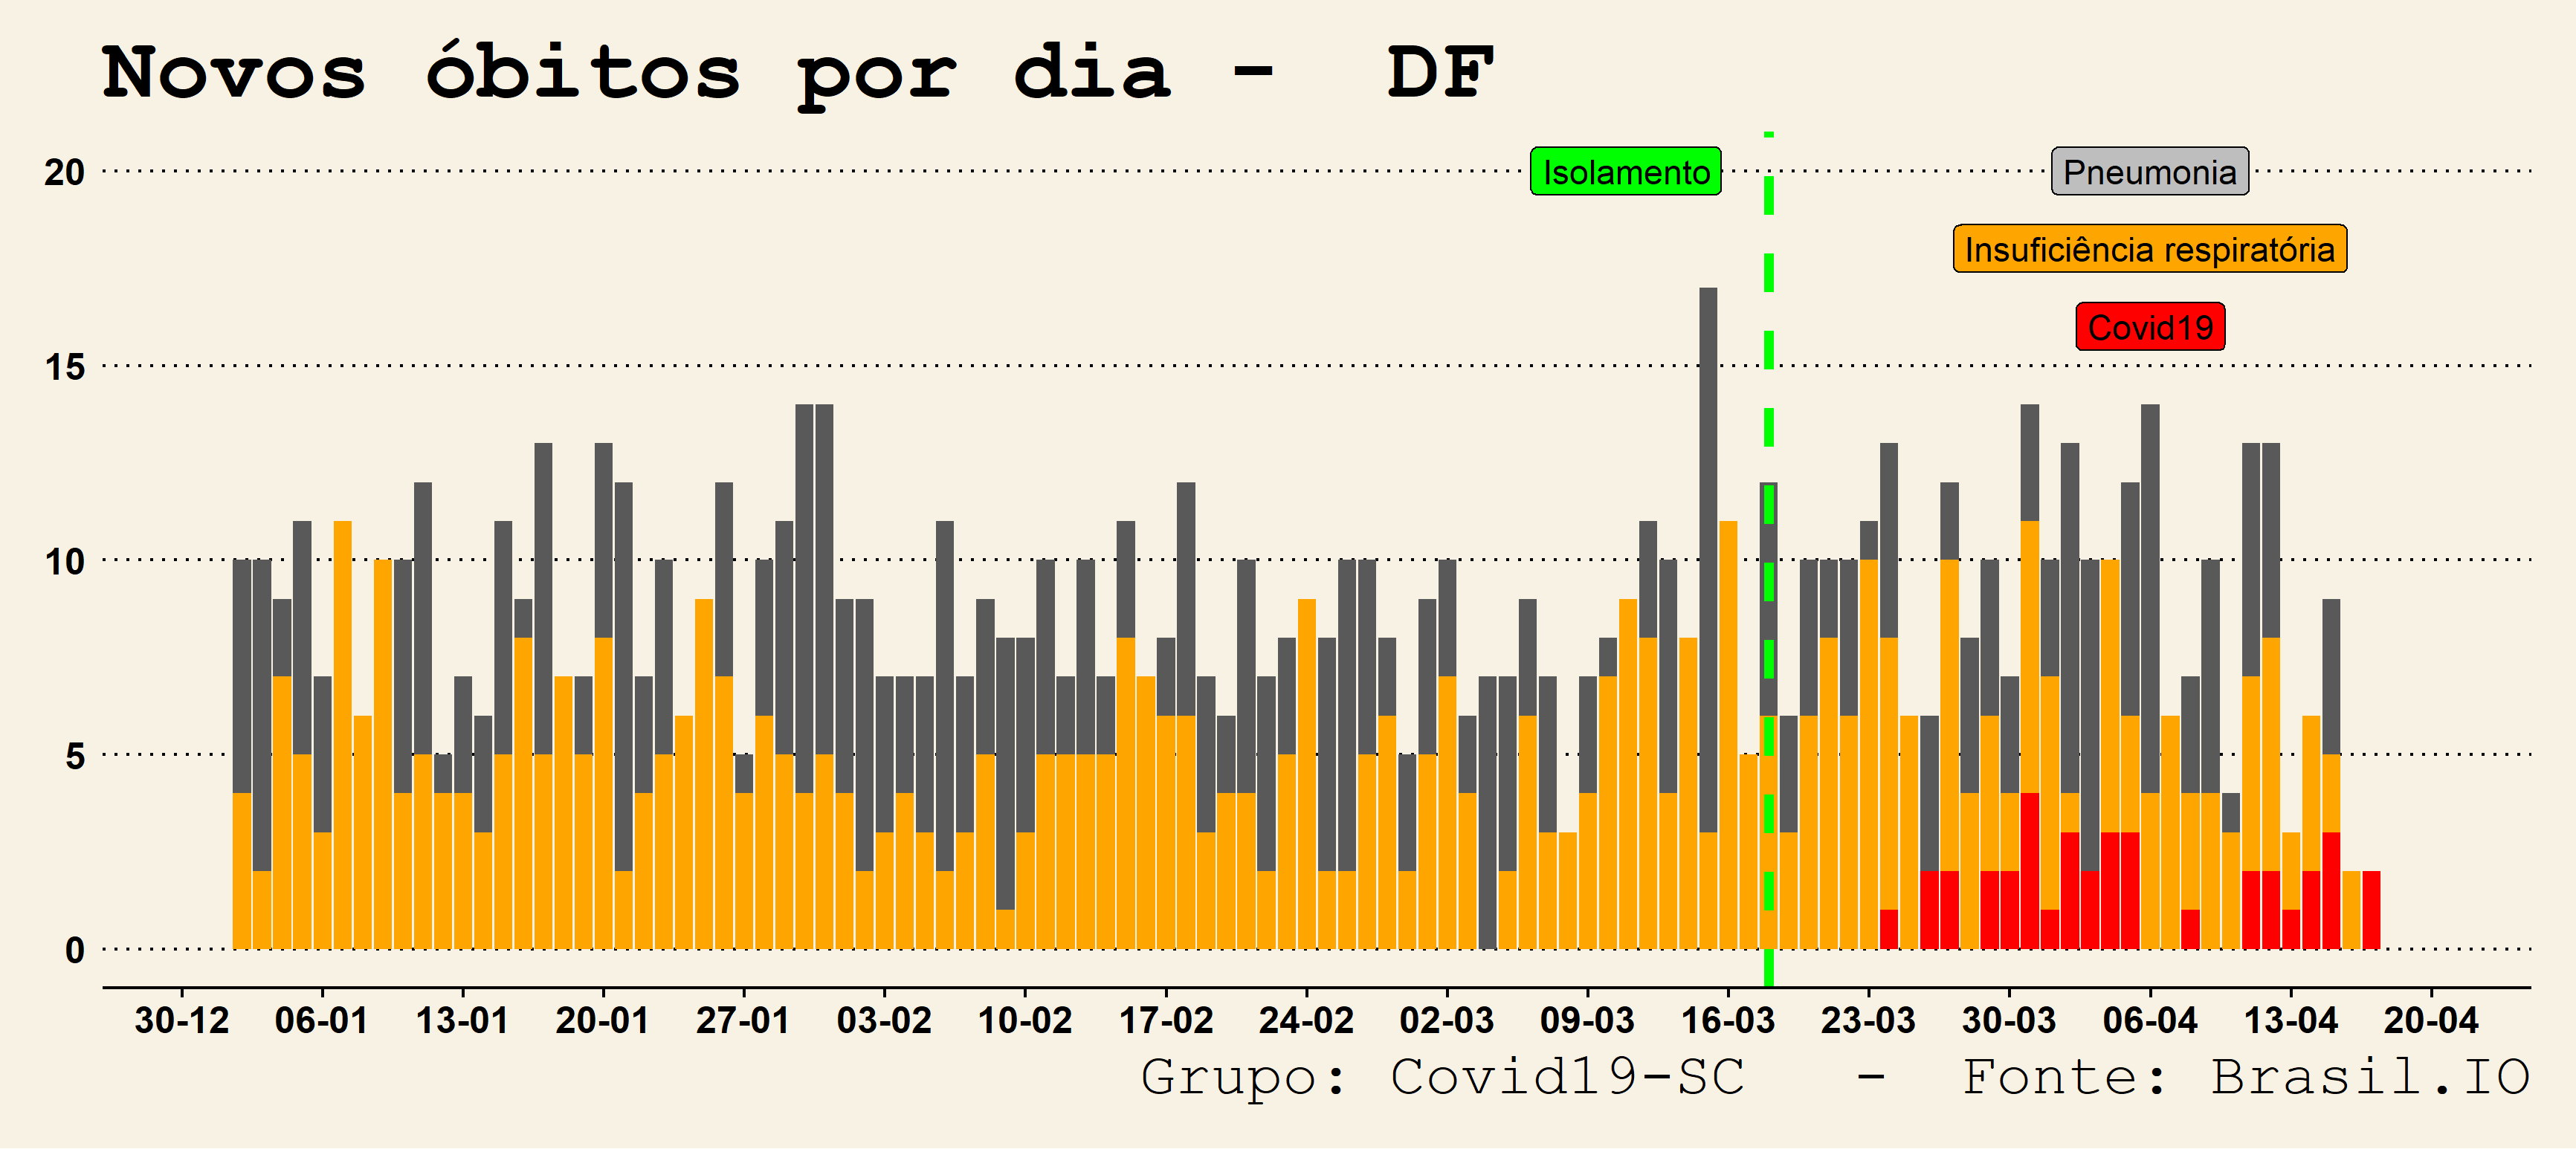 Novos óbitos por dia - DF
20
Isolamento
Pneumonia
Insuficiência respiratória
Covid19
15
10
5
0
30-12 06-01 13-01 20-01 27-01 03-02 10-02 17-02 24-02 02-03 09-03 16-03 23-03 30-03 06-04 13-04 20-04
Grupo: Covid19-SC - Fonte: Brasil.IO